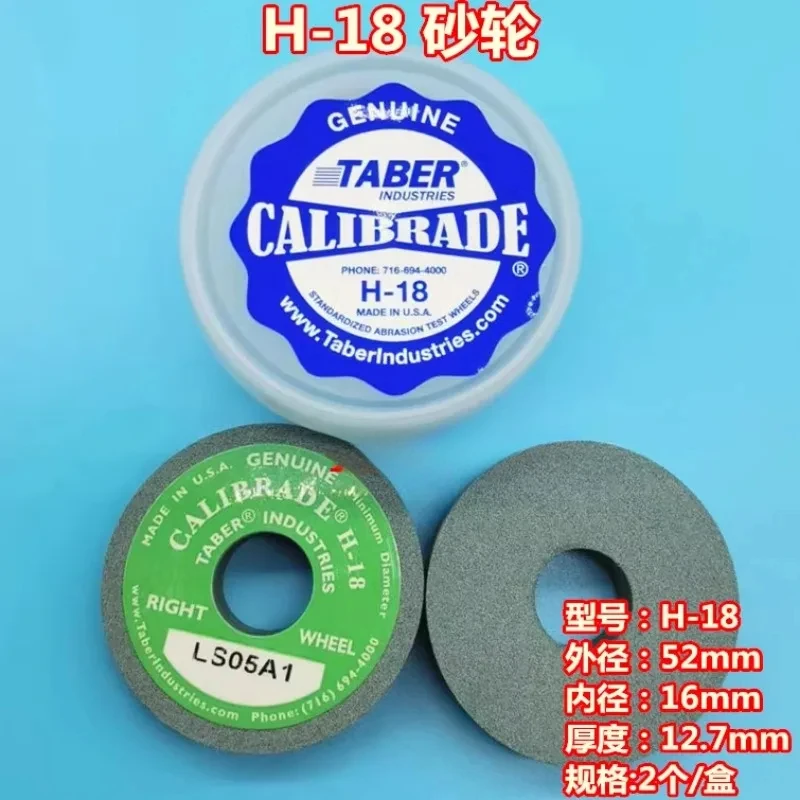 H-18 砂轮
GENUINE
TABER®
INDUSTRIES
CALIBRADE®
PHONE: 716-694-4000
H-18
MADE IN U.S.A.
STANDARDIZED ABRASION TEST WHEELS
www.TaberIndustries.com
MADE IN U.S.A. GENUINE Minimum Diameter
CALIBRADE® H-18
TABER® INDUSTRIES
RIGHT WHEEL
LS05A1
www.TaberIndustries.com Phone: (716) 694-4000
型号：H-18
外径：52mm
内径：16mm
厚度：12.7mm
规格:2个/盒